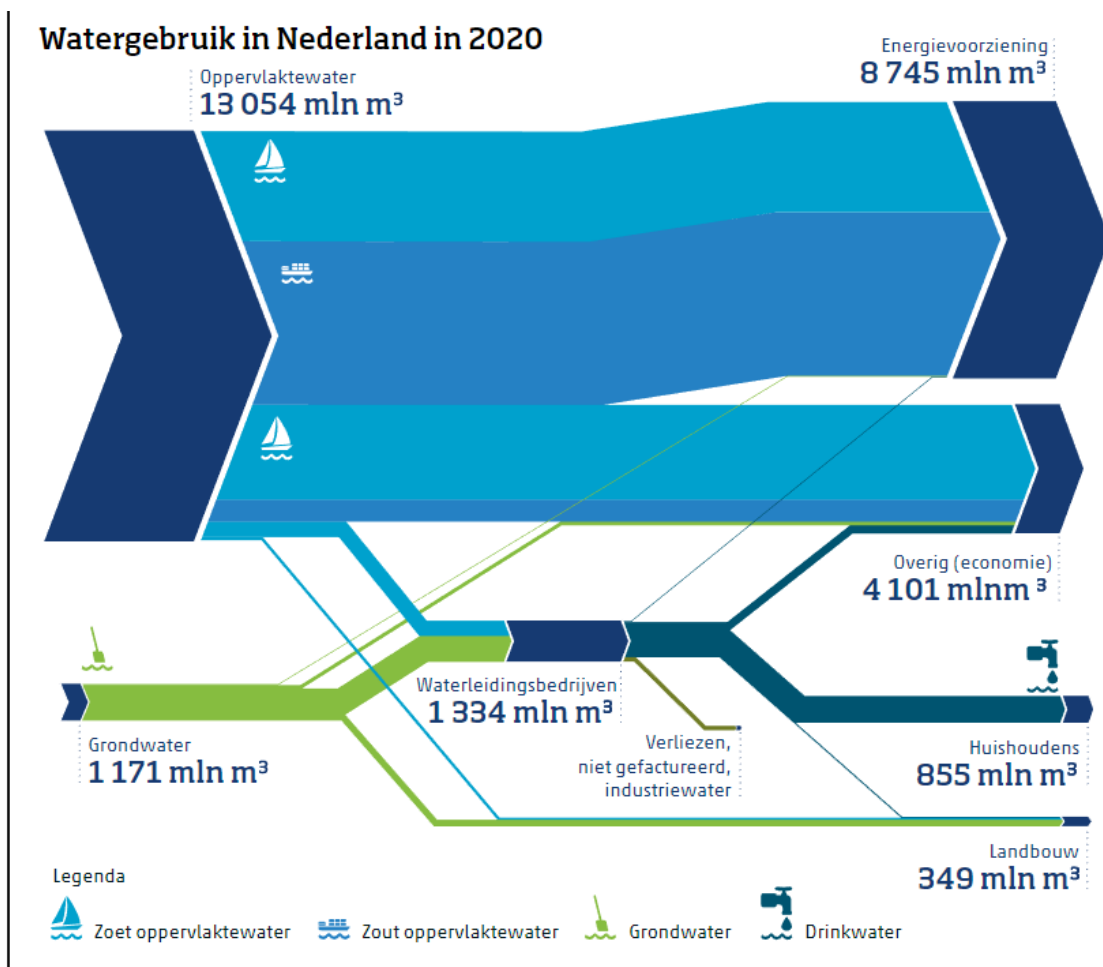 Watergebruik in Nederland in 2020
Oppervlaktewater
13 054 mln m³
Energievoorziening
8 745 mln m³
Overig (economie)
4 101 mlnm ³
Waterleidingsbedrijven
1 334 mln m³
Grondwater
1 171 mln m³
Verliezen,
niet gefactureerd,
industriewater
Huishoudens
855 mln m³
Landbouw
349 mln m³
Legenda
Zoet oppervlaktewater
Zout oppervlaktewater
Grondwater
Drinkwater